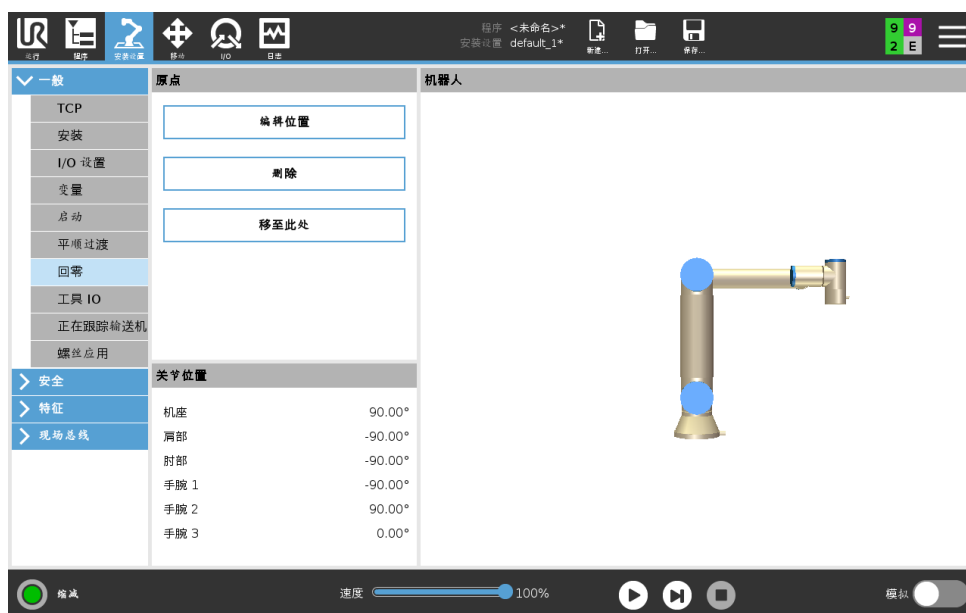 UR
运行
程序
安装设置
移动
I/O
日志
程序 <未命名>*
安装设置 default_1*
新建...
打开...
保存...
9 9
2 E
一般
原点
机器人
TCP
安装
I/O 设置
变量
启动
平顺过渡
回零
工具 IO
正在跟踪输送机
螺丝应用
安全
特征
现场总线
编辑位置
删除
移至此处
关节位置
机座 90.00°
肩部 -90.00°
肘部 -90.00°
手腕 1 -90.00°
手腕 2 90.00°
手腕 3 0.00°
缩减
速度 100%
模拟